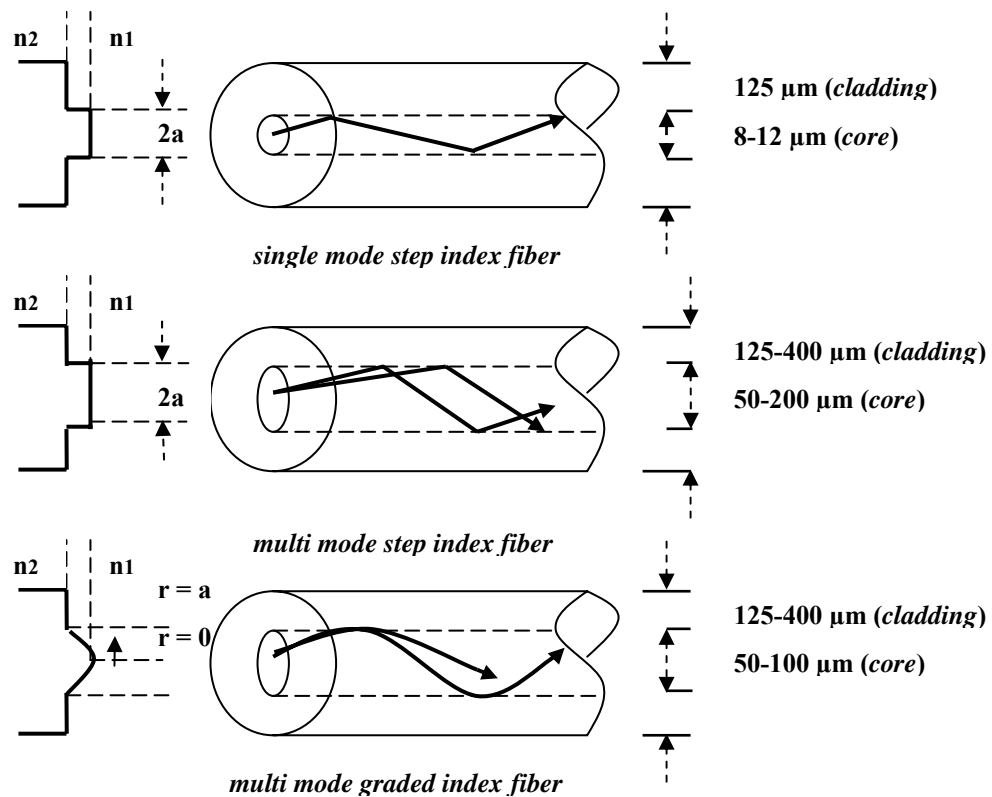 n2 n1
125 µm (cladding)
2a
8-12 µm (core)
single mode step index fiber
n2 n1
125-400 µm (cladding)
2a
50-200 µm (core)
multi mode step index fiber
n2 n1
r = a
125-400 µm (cladding)
r = 0
50-100 µm (core)
multi mode graded index fiber